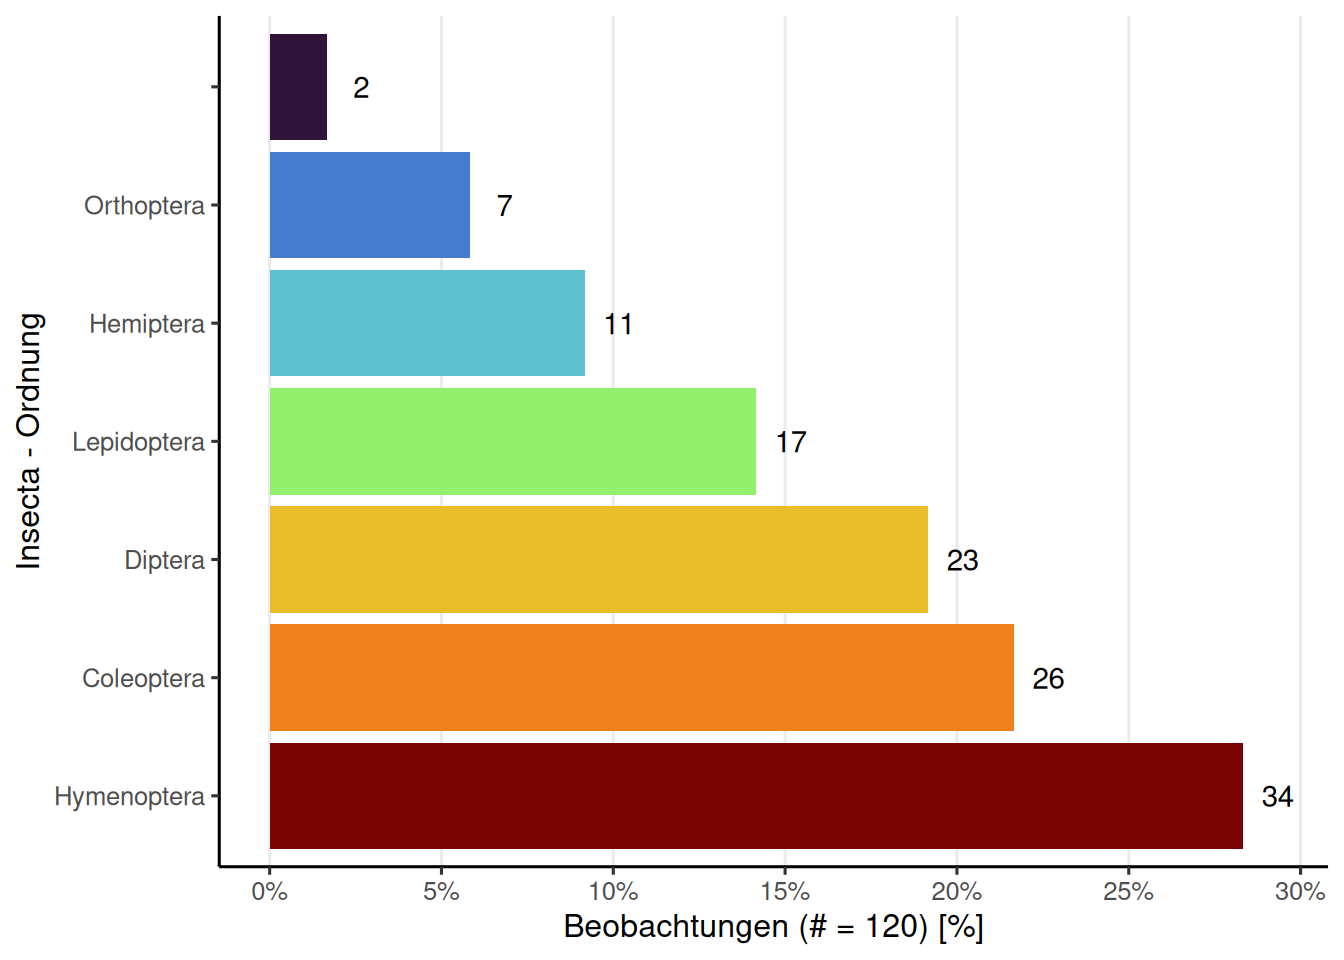 2
Orthoptera
7
Hemiptera
11
Lepidoptera
17
Diptera
23
Coleoptera
26
Hymenoptera
34
Insecta - Ordnung
0% 5% 10% 15% 20% 25% 30%
Beobachtungen (# = 120) [%]